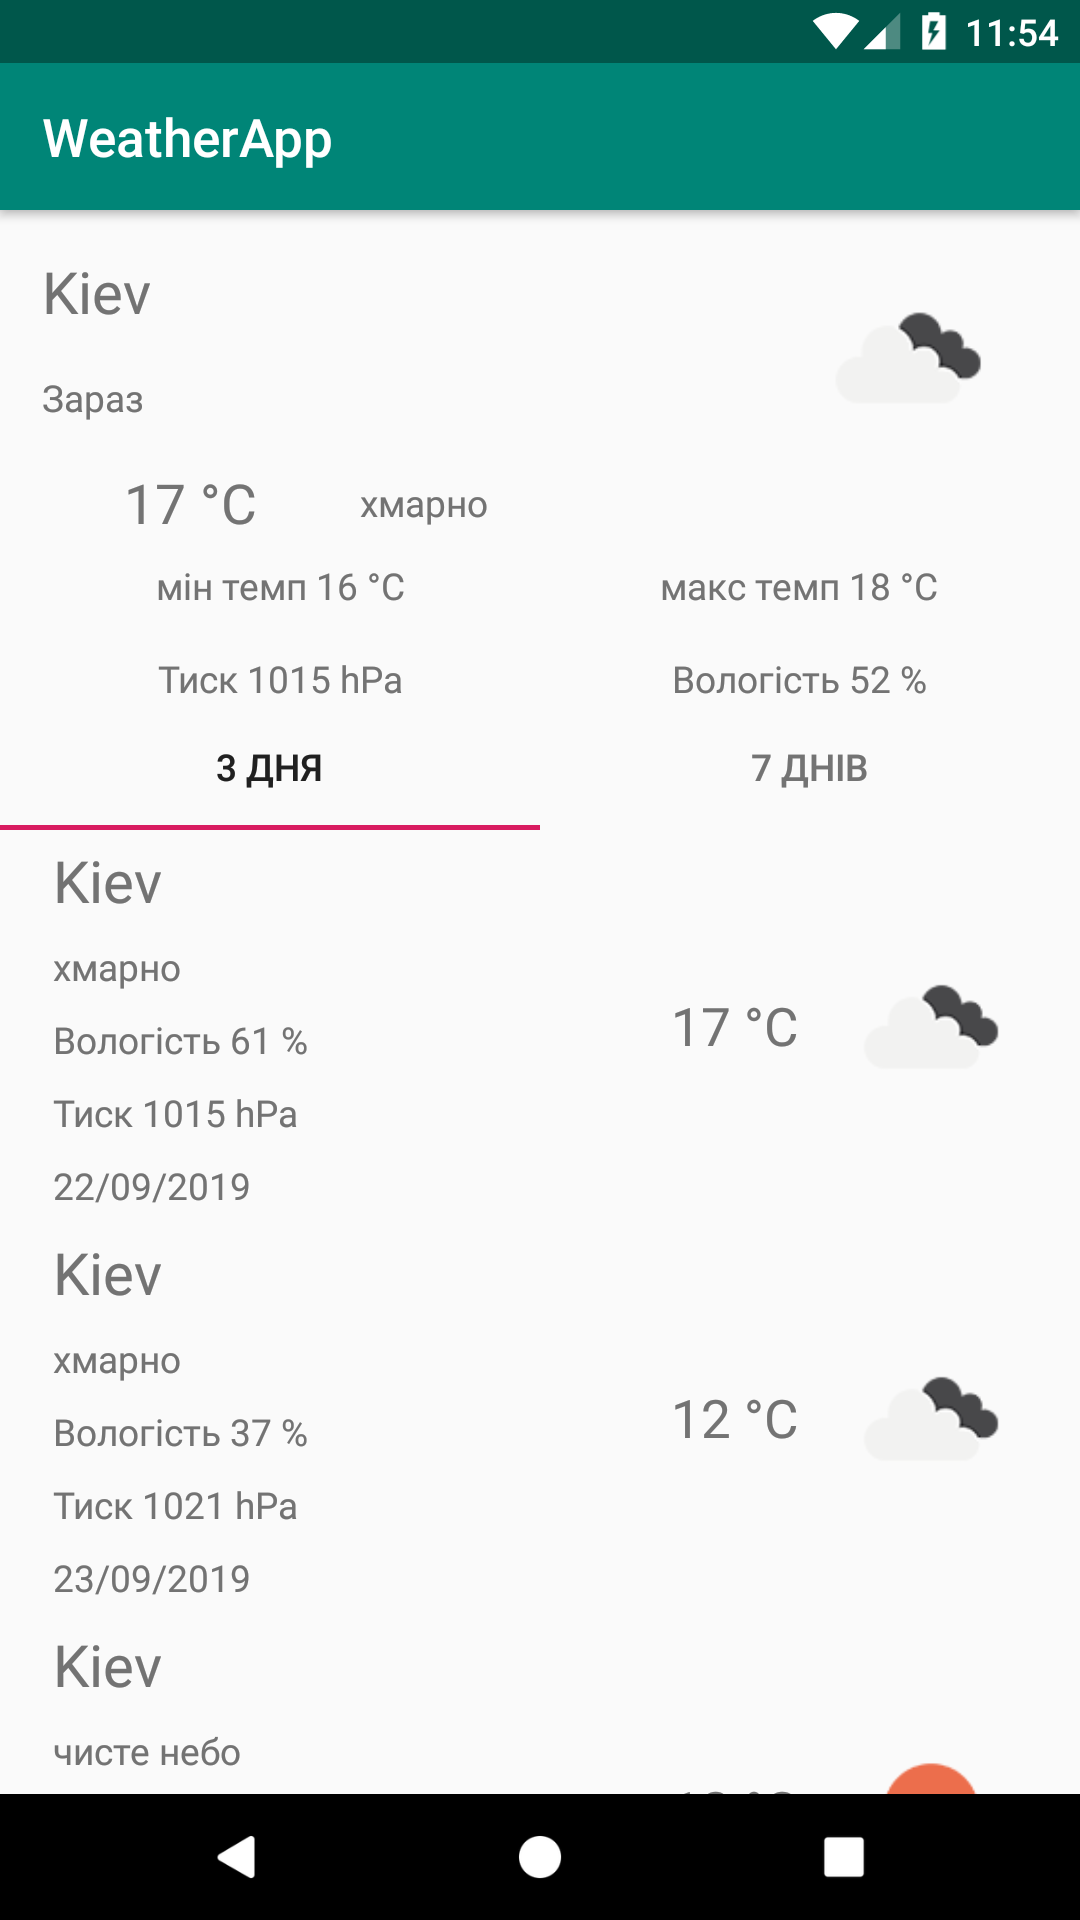 11:54
WeatherApp
Kiev
Зараз
17 °C хмарно
мін темп 16 °C макс темп 18 °C
Тиск 1015 hPa Вологість 52 %
3 ДНЯ 7 ДНІВ
Kiev
хмарно
Вологість 61 %
17 °C
Тиск 1015 hPa
22/09/2019
Kiev
хмарно
Вологість 37 %
12 °C
Тиск 1021 hPa
23/09/2019
Kiev
чисте небо